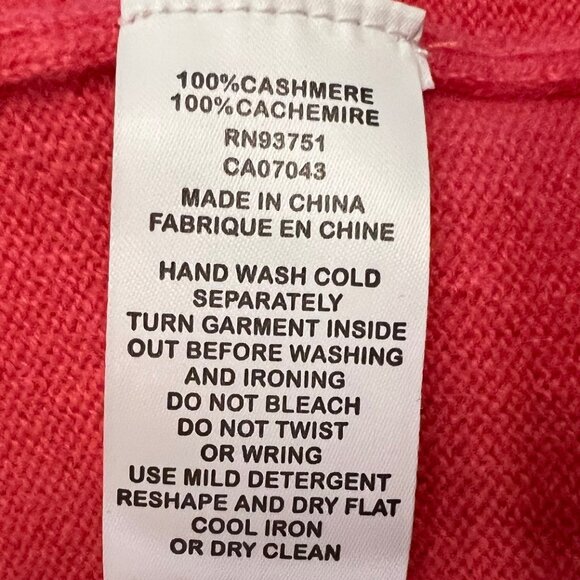 100%CASHMERE
100%CACHEMIRE
RN93751
CA07043
MADE IN CHINA
FABRIQUE EN CHINE
HAND WASH COLD
SEPARATELY
TURN GARMENT INSIDE
OUT BEFORE WASHING
AND IRONING
DO NOT BLEACH
DO NOT TWIST
OR WRING
USE MILD DETERGENT
RESHAPE AND DRY FLAT
COOL IRON
OR DRY CLEAN